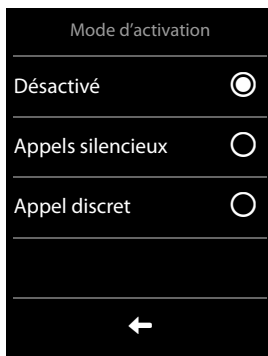 Mode d'activation
Désactivé
Appels silencieux
Appel discret